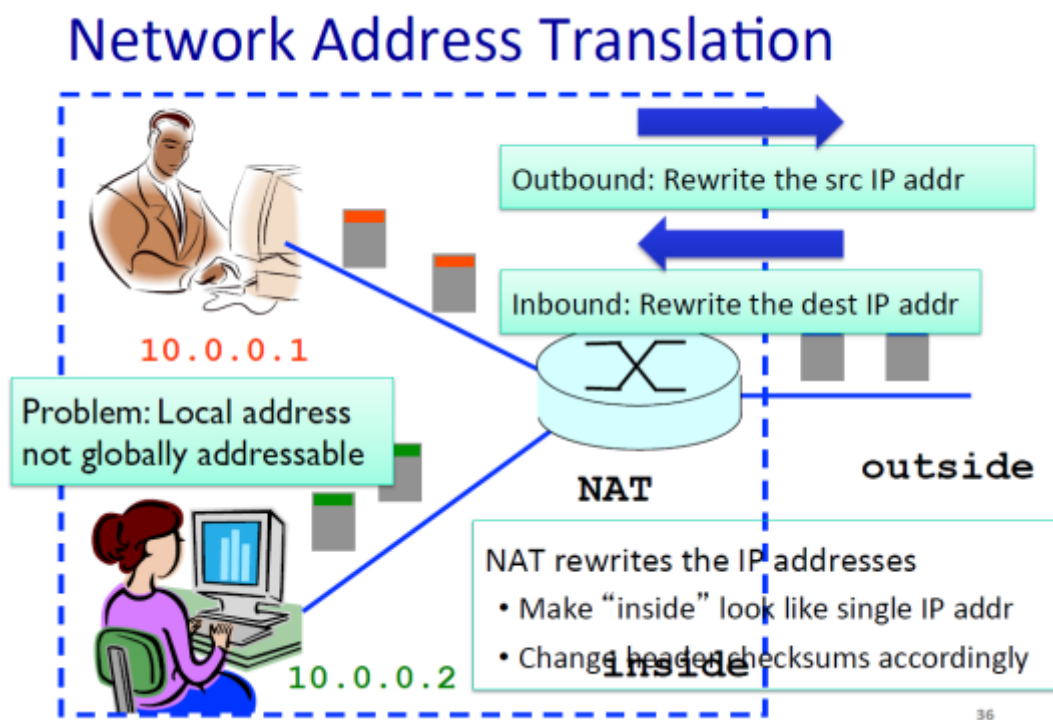 Network Address Translation
Outbound: Rewrite the src IP addr
Inbound: Rewrite the dest IP addr
10.0.0.1
Problem: Local address
not globally addressable
NAT
outside
NAT rewrites the IP addresses
• Make “inside” look like single IP addr
• Change header checksums accordingly
inside
10.0.0.2
36